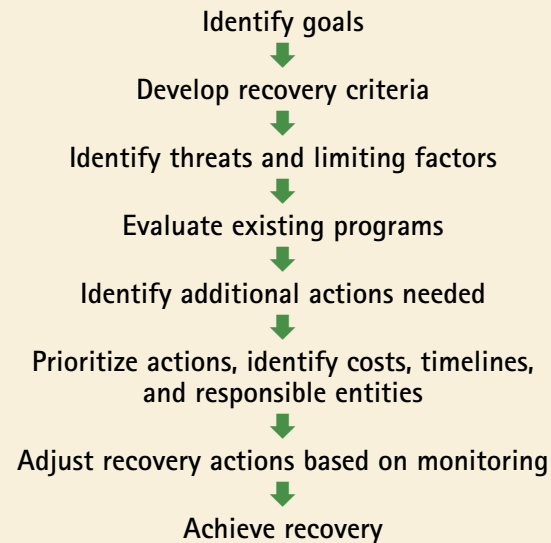 Identify goals
Develop recovery criteria
Identify threats and limiting factors
Evaluate existing programs
Identify additional actions needed
Prioritize actions, identify costs, timelines,
and responsible entities
Adjust recovery actions based on monitoring
Achieve recovery